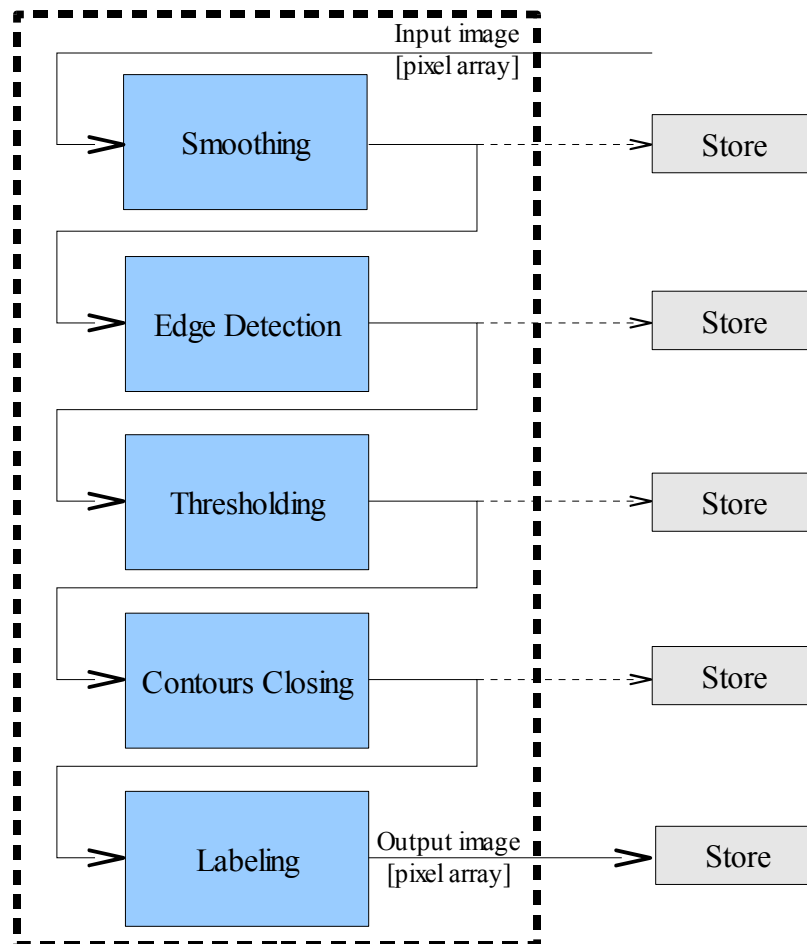 Input image
[pixel array]
Smoothing
Store
Edge Detection
Store
Thresholding
Store
Contours Closing
Store
Labeling
Output image
[pixel array]
Store